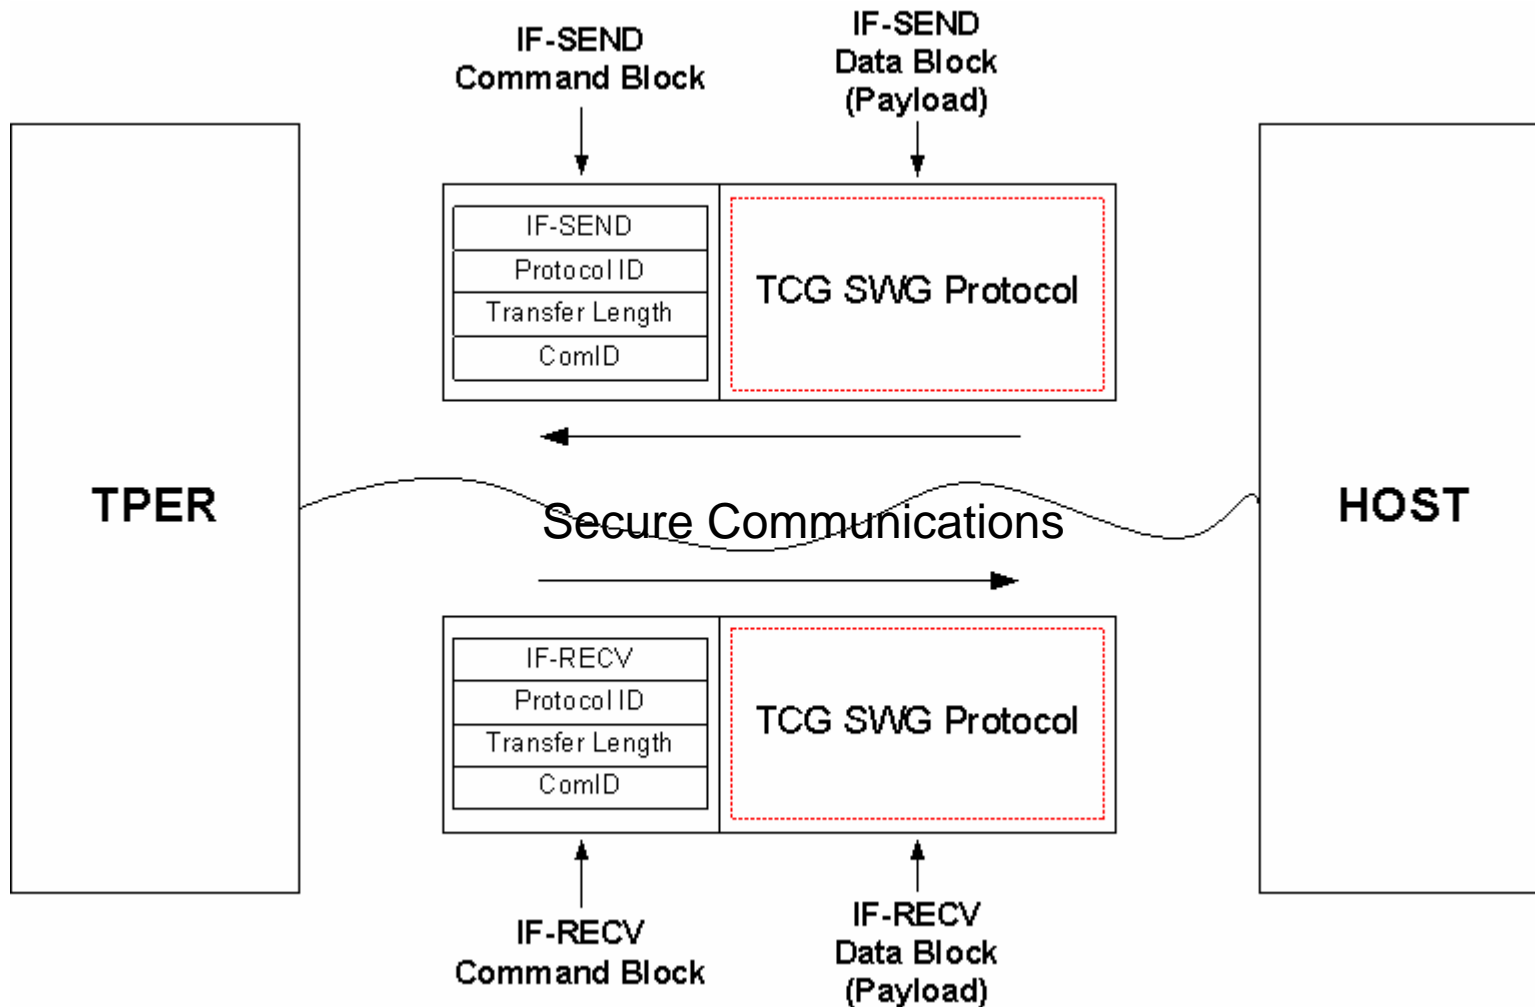 IF-SEND
Command Block
IF-SEND
Data Block
(Payload)
IF-SEND
Protocol ID
Transfer Length
ComID
TCG SWG Protocol
TPER
Secure Communications
HOST
IF-RECV
Protocol ID
Transfer Length
ComID
TCG SWG Protocol
IF-RECV
Command Block
IF-RECV
Data Block
(Payload)